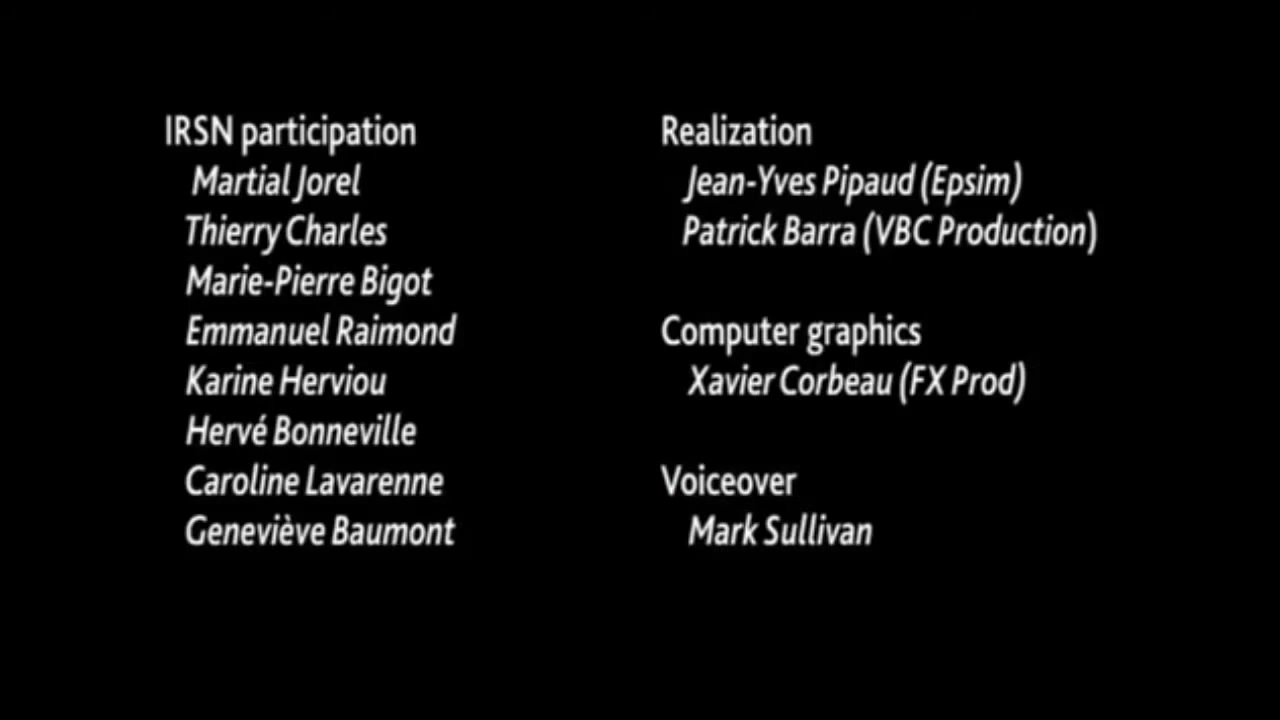 IRSN participation
Martial Jorel
Thierry Charles
Marie-Pierre Bigot
Emmanuel Raimond
Karine Herviou
Hervé Bonneville
Caroline Lavarenne
Geneviève Baumont
Realization
Jean-Yves Pipaud (Epsim)
Patrick Barra (VBC Production)
Computer graphics
Xavier Corbeau (FX Prod)
Voiceover
Mark Sullivan